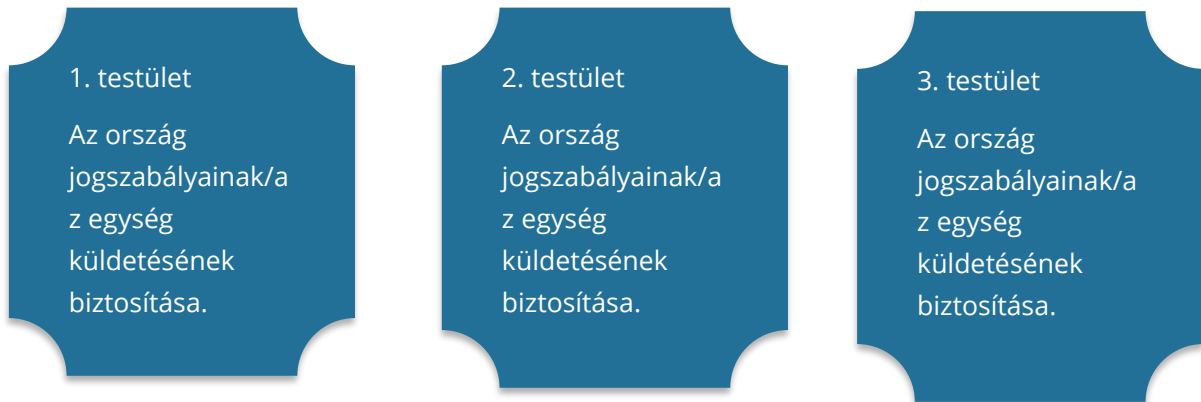 1. testület
Az ország
jogszabályainak/a
z egység
küldetésének
biztosítása.
2. testület
Az ország
jogszabályainak/a
z egység
küldetésének
biztosítása.
3. testület
Az ország
jogszabályainak/a
z egység
küldetésének
biztosítása.